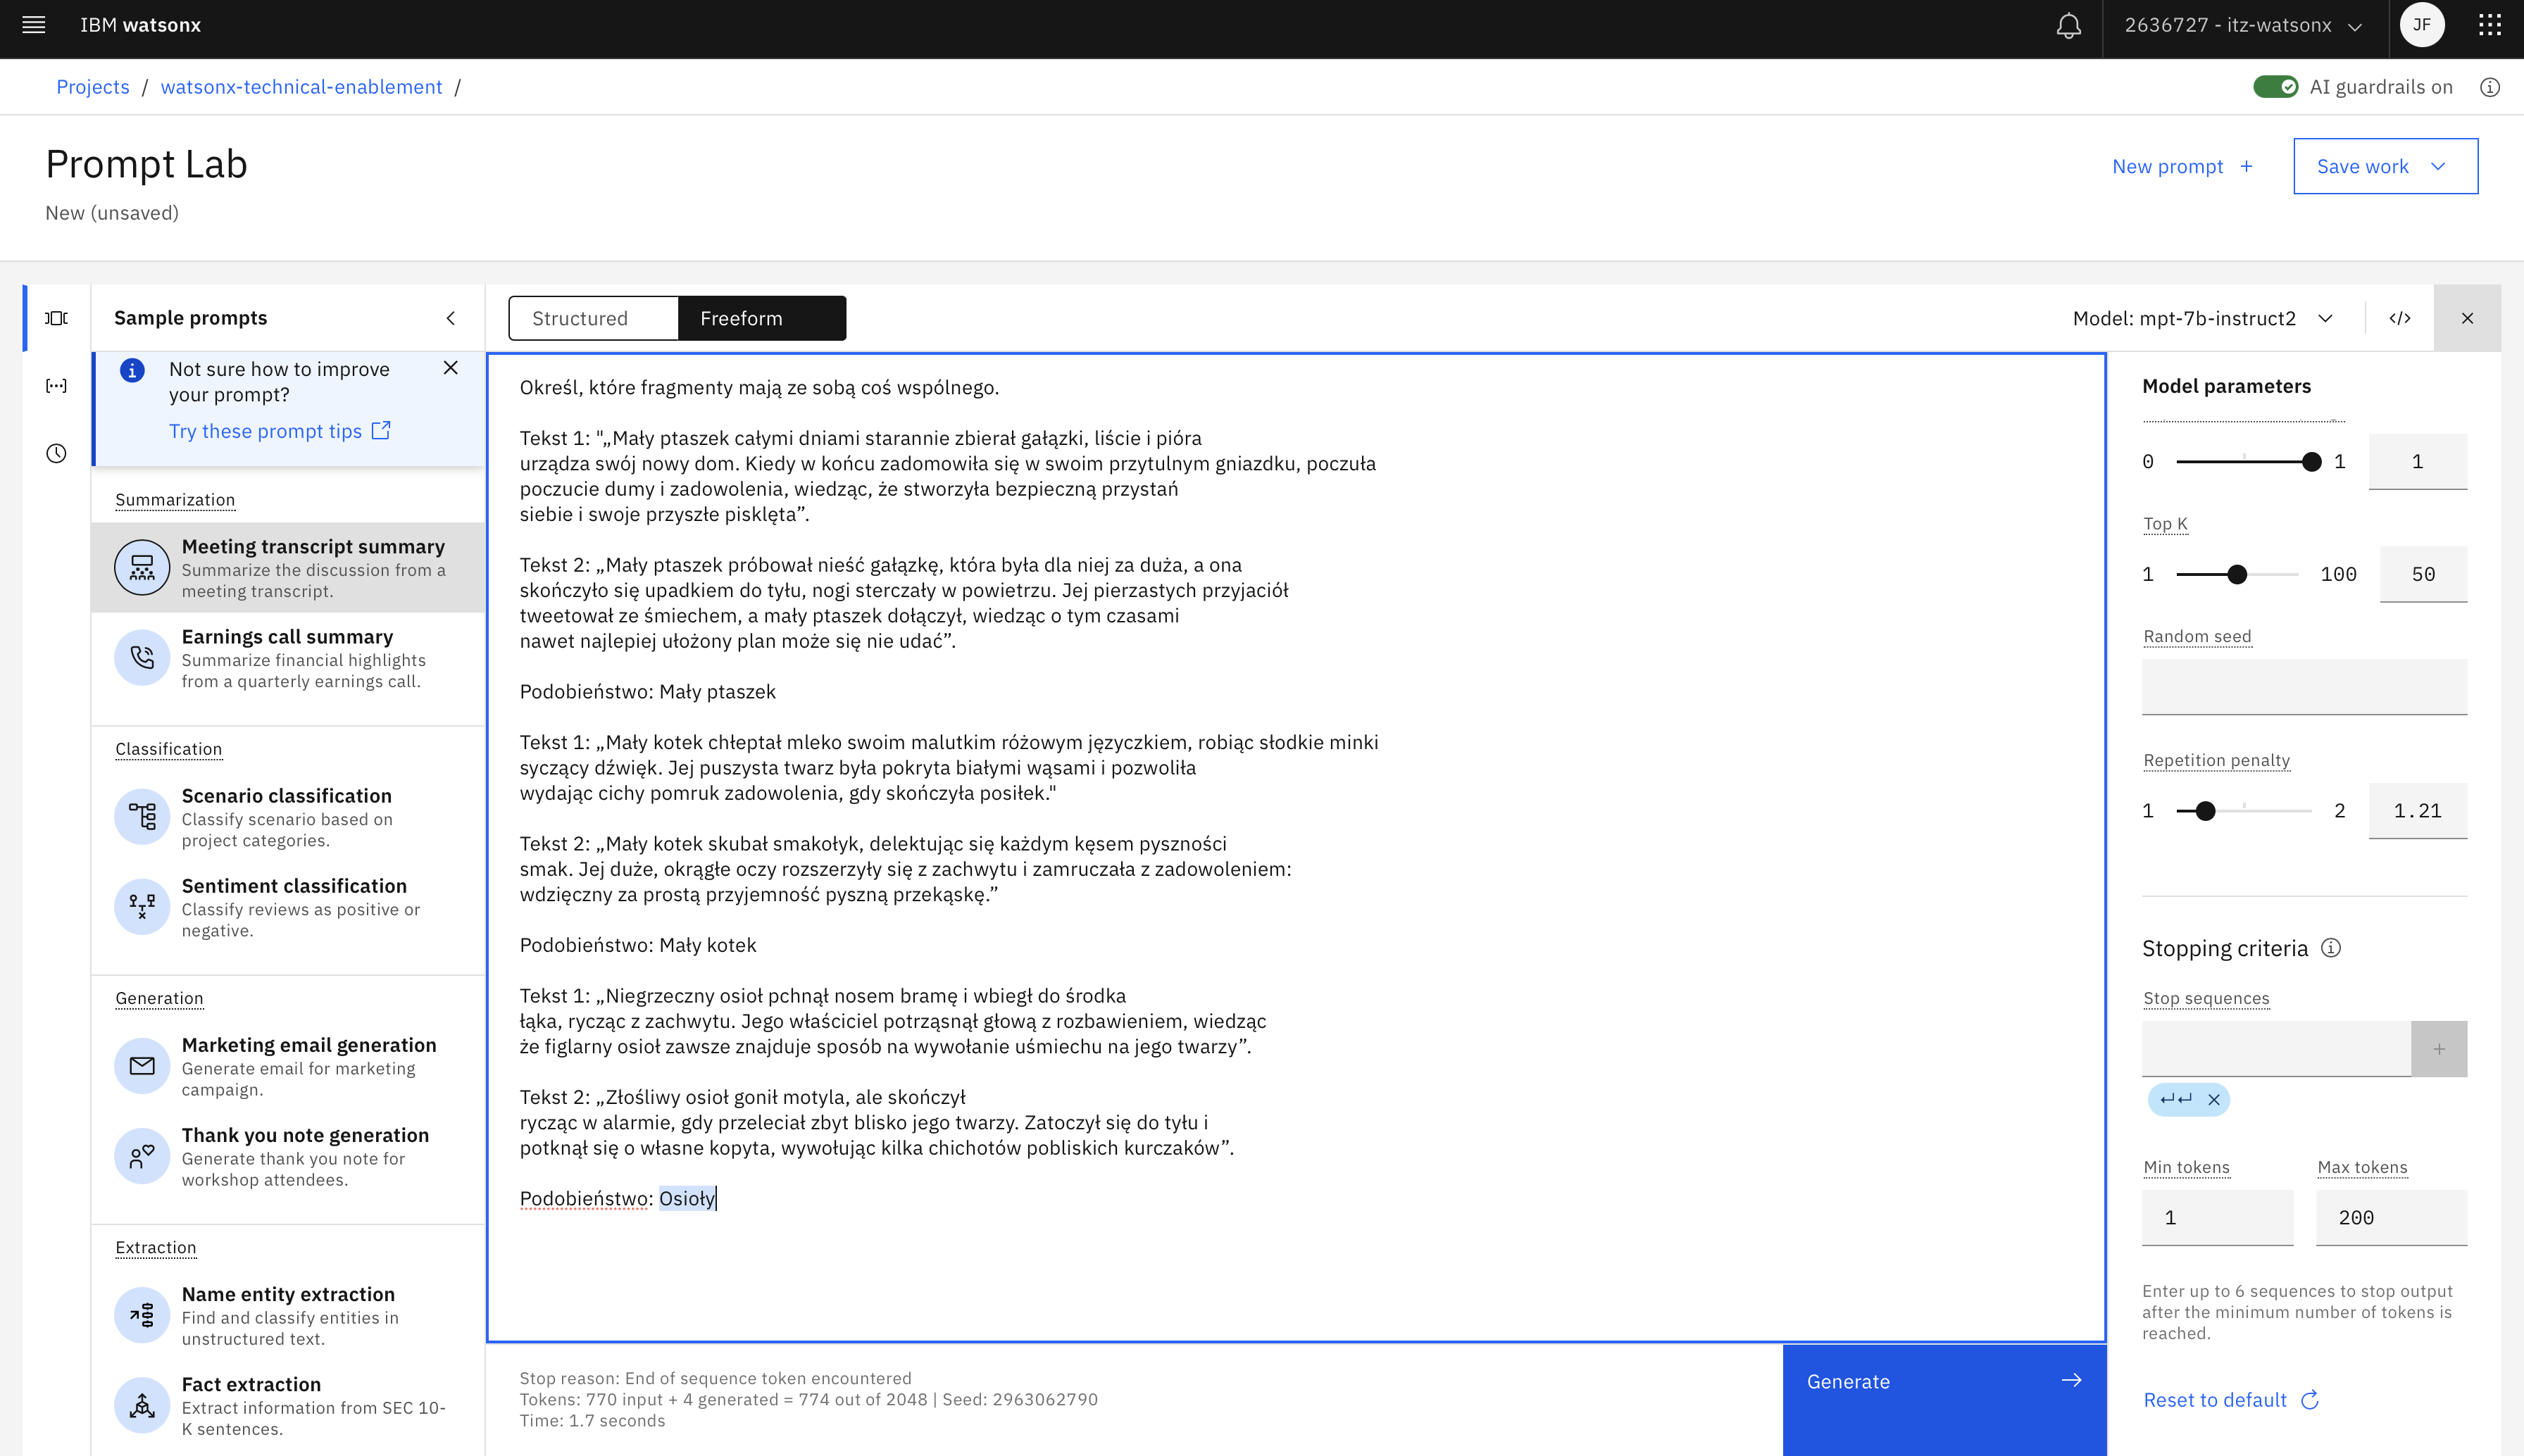 IBM watsonx
2636727 - itz-watsonx
JF
Projects / watsonx-technical-enablement /
AI guardrails on
Prompt Lab
New (unsaved)
New prompt +
Save work
Sample prompts
Not sure how to improve
your prompt?
Try these prompt tips
Summarization
Meeting transcript summary
Summarize the discussion from a
meeting transcript.
Earnings call summary
Summarize financial highlights
from a quarterly earnings call.
Classification
Scenario classification
Classify scenario based on
project categories.
Sentiment classification
Classify reviews as positive or
negative.
Generation
Marketing email generation
Generate email for marketing
campaign.
Thank you note generation
Generate thank you note for
workshop attendees.
Extraction
Name entity extraction
Find and classify entities in
unstructured text.
Fact extraction
Extract information from SEC 10-
K sentences.
Structured
Freeform
Model: mpt-7b-instruct2
Określ, które fragmenty mają ze sobą coś wspólnego.
Tekst 1: "„Mały ptaszek całymi dniami starannie zbierał gałązki, liście i pióra
urządza swój nowy dom. Kiedy w końcu zadomowiła się w swoim przytulnym gniazdku, poczuła
poczucie dumy i zadowolenia, wiedząc, że stworzyła bezpieczną przystań
siebie i swoje przyszłe pisklęta”.
Tekst 2: „Mały ptaszek próbował nieść gałązkę, która była dla niej za duża, a ona
skończyło się upadkiem do tyłu, nogi sterczały w powietrzu. Jej pierzastych przyjaciół
tweetował ze śmiechem, a mały ptaszek dołączył, wiedząc o tym czasami
nawet najlepiej ułożony plan może się nie udać”.
Podobieństwo: Mały ptaszek
Tekst 1: „Mały kotek chłeptał mleko swoim malutkim różowym języczkiem, robiąc słodkie minki
syczący dźwięk. Jej puszysta twarz była pokryta białymi wąsami i pozwoliła
wydając cichy pomruk zadowolenia, gdy skończyła posiłek."
Tekst 2: „Mały kotek skubał smakołyk, delektując się każdym kęsem pyszności
smak. Jej duże, okrągłe oczy rozszerzyły się z zachwytu i zamruczała z zadowoleniem:
wdzięczny za prostą przyjemność pyszną przekąskę.”
Podobieństwo: Mały kotek
Tekst 1: „Niegrzeczny osioł pchnął nosem bramę i wbiegł do środka
łąka, rycząc z zachwytu. Jego właściciel potrząsnął głową z rozbawieniem, wiedząc
że figlarny osioł zawsze znajduje sposób na wywołanie uśmiechu na jego twarzy”.
Tekst 2: „Złośliwy osioł gonił motyla, ale skończył
rycząc w alarmie, gdy przeleciał zbyt blisko jego twarzy. Zatoczył się do tyłu i
potknął się o własne kopyta, wywołując kilka chichotów pobliskich kurczaków”.
Podobieństwo: Osioły
Stop reason: End of sequence token encountered
Tokens: 770 input + 4 generated = 774 out of 2048 | Seed: 2963062790
Time: 1.7 seconds
Generate
Model parameters
0 1 1
Top K
1 100 50
Random seed
Repetition penalty
1 2 1.21
Stopping criteria
Stop sequences
+
Min tokens
Max tokens
1
200
Enter up to 6 sequences to stop output
after the minimum number of tokens is
reached.
Reset to default